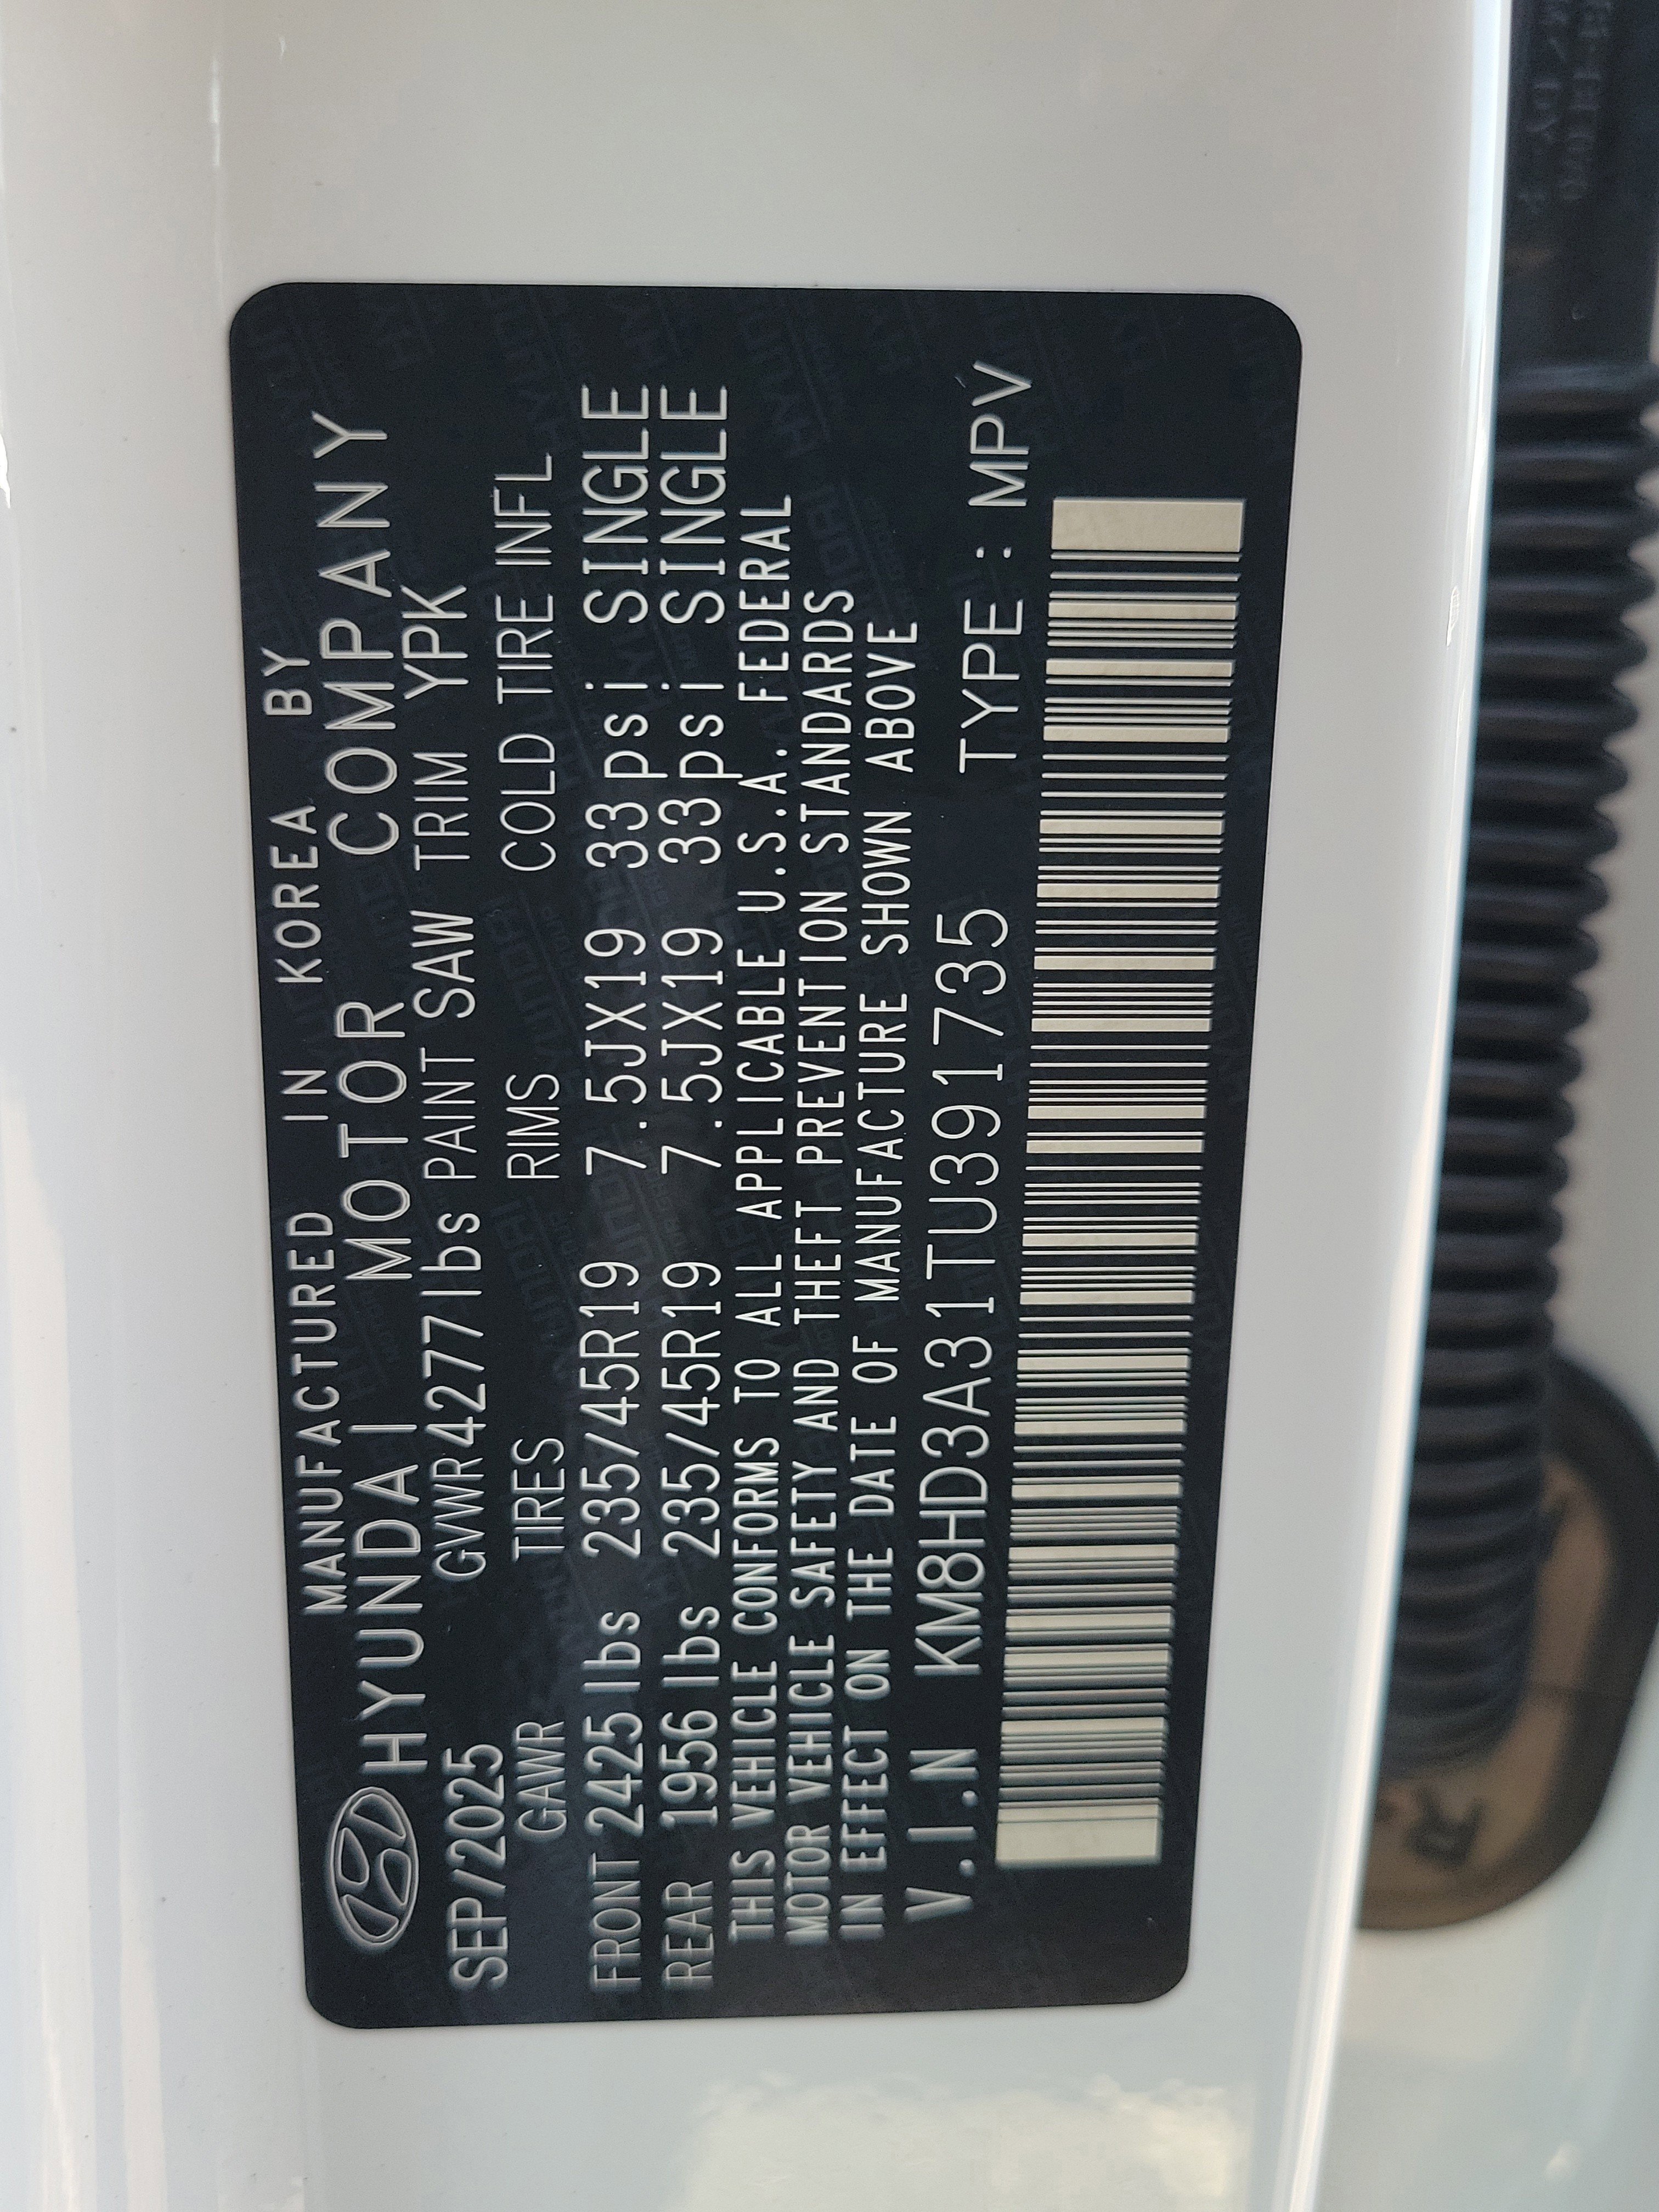 MANUFACTURED IN KOREA BY
HYUNDAI MOTOR COMPANY
SEP/2025 GVWR 4277 lbs PAINT SAW TRIM YPK
GAWR TIRES RIMS COLD TIRE INFL
FRONT 2425 lbs 235/45R19 7.5JX19 33 psi SINGLE
REAR 1956 lbs 235/45R19 7.5JX19 33 psi SINGLE
THIS VEHICLE CONFORMS TO ALL APPLICABLE U.S.A. FEDERAL
MOTOR VEHICLE SAFETY AND THEFT PREVENTION STANDARDS
IN EFFECT ON THE DATE OF MANUFACTURE SHOWN ABOVE
V.I.N KM8HD3A31TU391735 TYPE : MPV